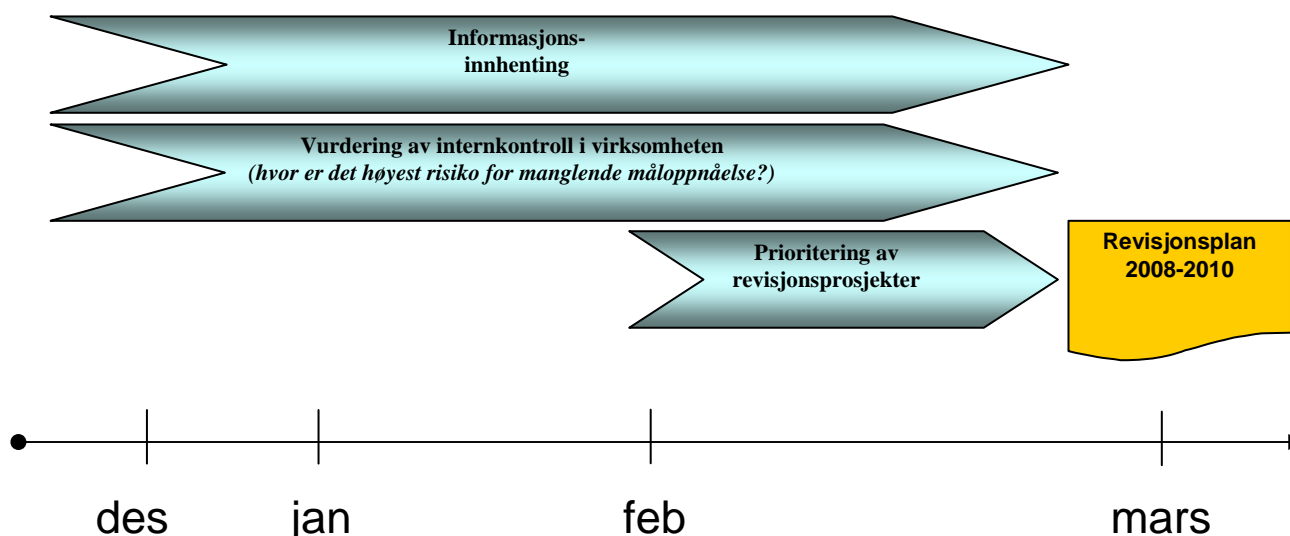 Informasjons-
innhenting
Vurdering av internkontroll i virksomheten
(hvor er det høyest risiko for manglende måloppnåelse?)
Prioritering av
revisjonsprosjekter
Revisjonsplan
2008-2010
des jan feb mars